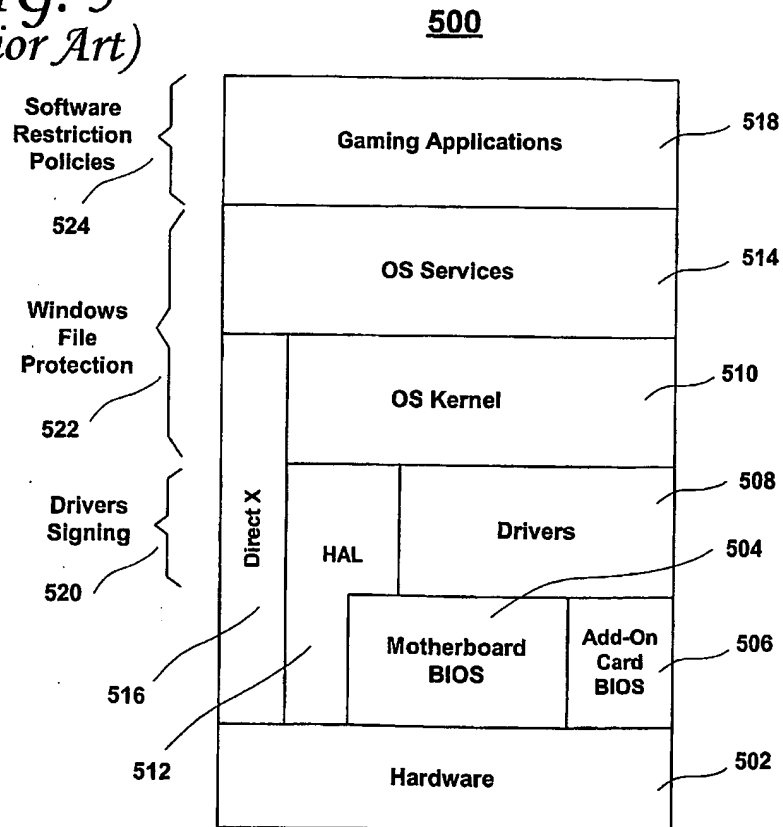 (Prior Art)
500
Software
Restriction
Policies
524
Gaming Applications
518
OS Services
514
Windows
File
Protection
522
OS Kernel
510
Drivers
Signing
520
Direct X
516
HAL
512
Drivers
508
504
Motherboard
BIOS
Add-On
Card
BIOS
506
Hardware
502